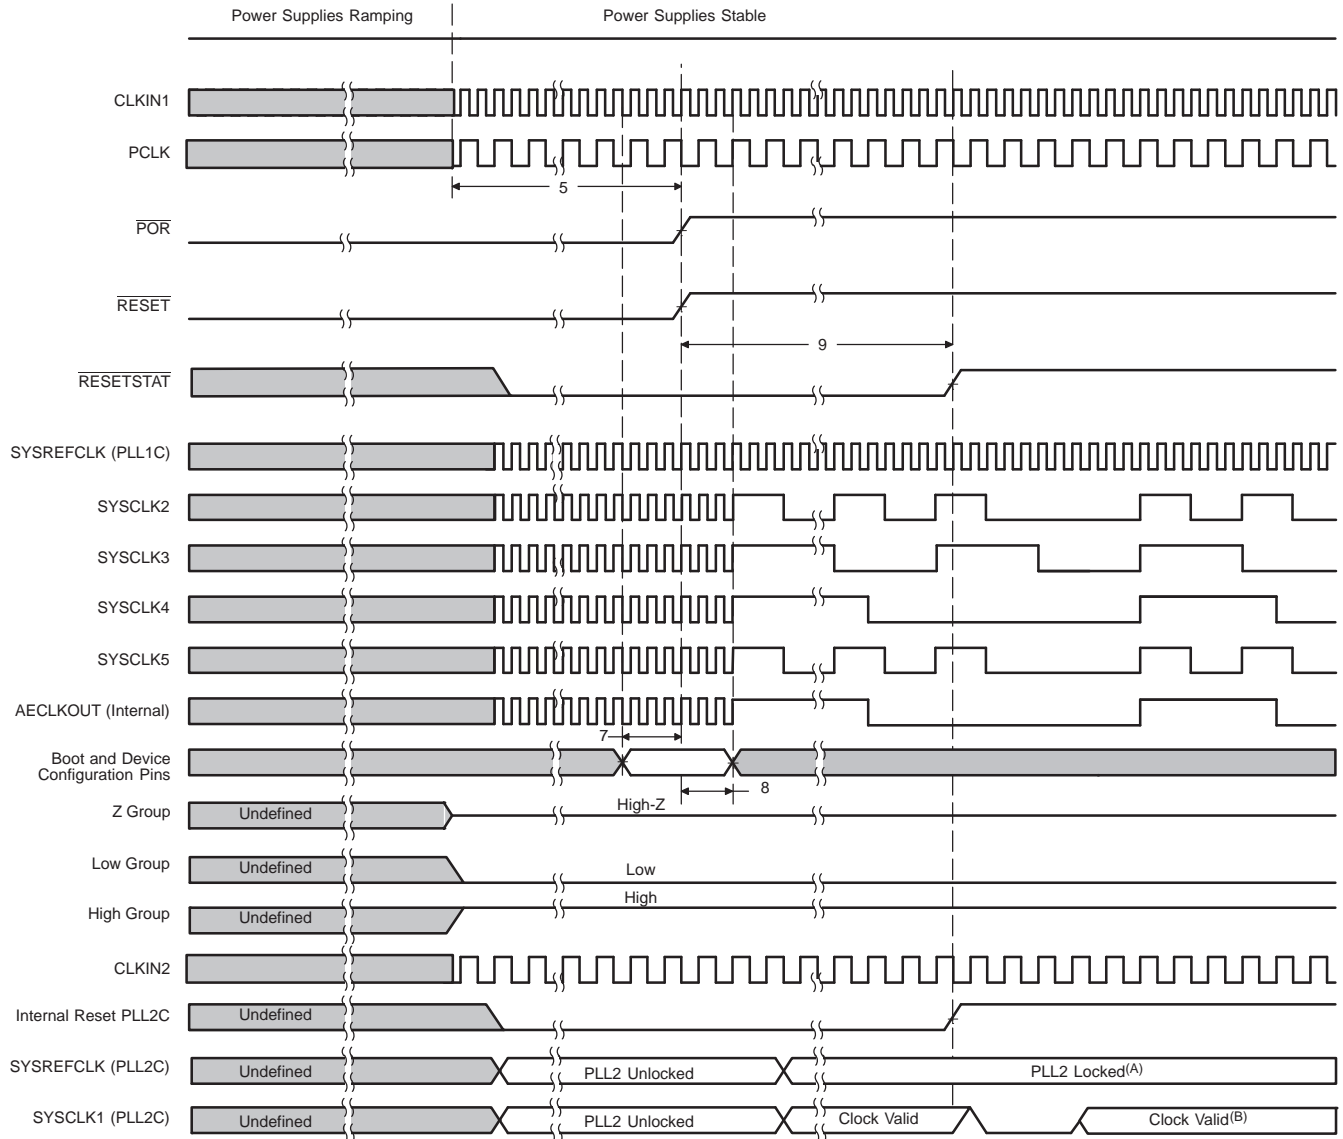 Power Supplies Ramping
Power Supplies Stable
CLKIN1
PCLK
5
POR
RESET
9
RESETSTAT
SYSREFCLK (PLL1C)
SYSCLK2
SYSCLK3
SYSCLK4
SYSCLK5
AECLKOUT (Internal)
7
Boot and Device
Configuration Pins
8
Z Group
Undefined
High-Z
Low Group
Undefined
Low
High Group
Undefined
High
CLKIN2
Internal Reset PLL2C
Undefined
SYSREFCLK (PLL2C)
Undefined
PLL2 Unlocked
PLL2 Locked(A)
SYSCLK1 (PLL2C)
Undefined
PLL2 Unlocked
Clock Valid
Clock Valid(B)